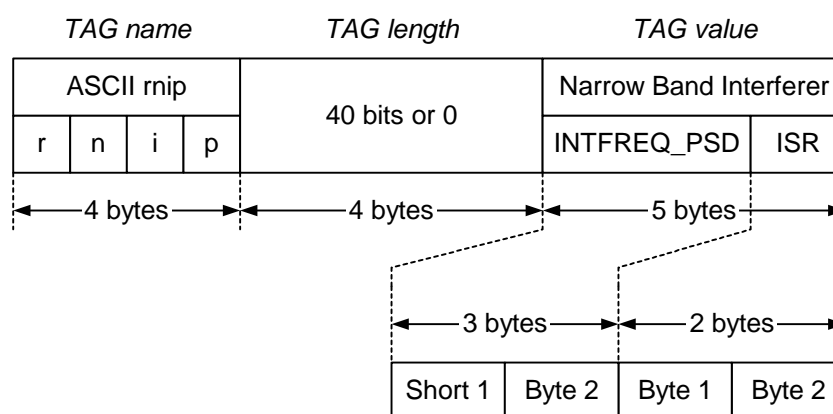 TAG name TAG length TAG value
ASCII rnip 40 bits or 0 Narrow Band Interferer
r n i p INTFREQ_PSD ISR
4 bytes 4 bytes 5 bytes
3 bytes 2 bytes
Short 1 Byte 2 Byte 1 Byte 2